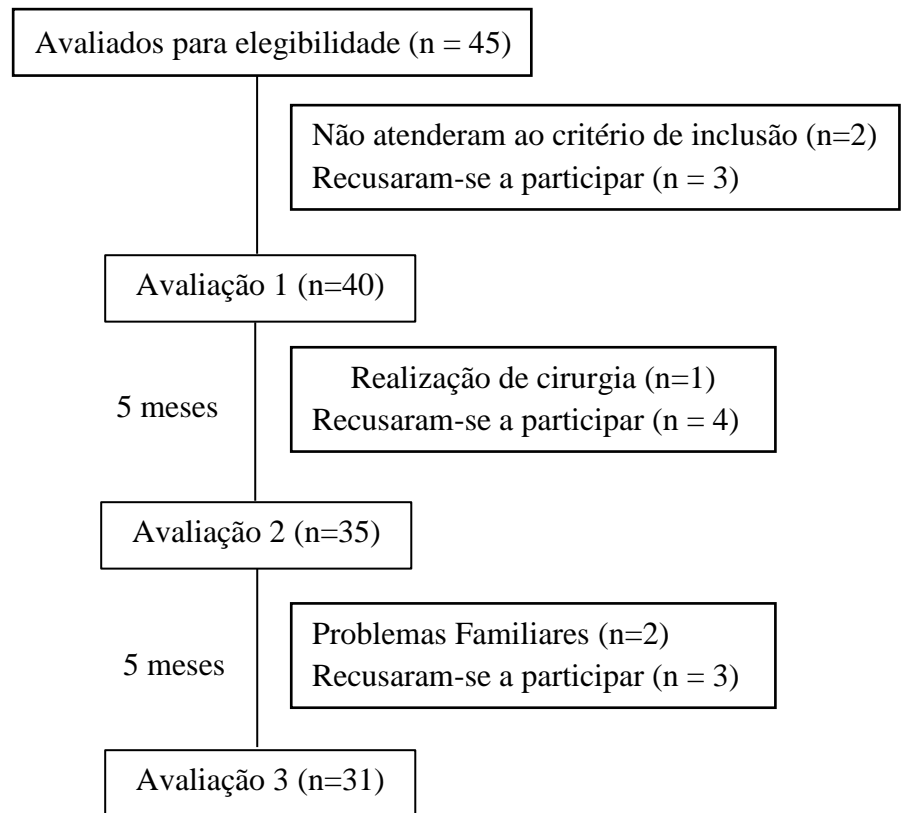 Avaliados para elegibilidade (n = 45)
Não atenderam ao critério de inclusão (n=2)
Recusaram-se a participar (n = 3)
Avaliação 1 (n=40)
5 meses
Realização de cirurgia (n=1)
Recusaram-se a participar (n = 4)
Avaliação 2 (n=35)
5 meses
Problemas Familiares (n=2)
Recusaram-se a participar (n = 3)
Avaliação 3 (n=31)